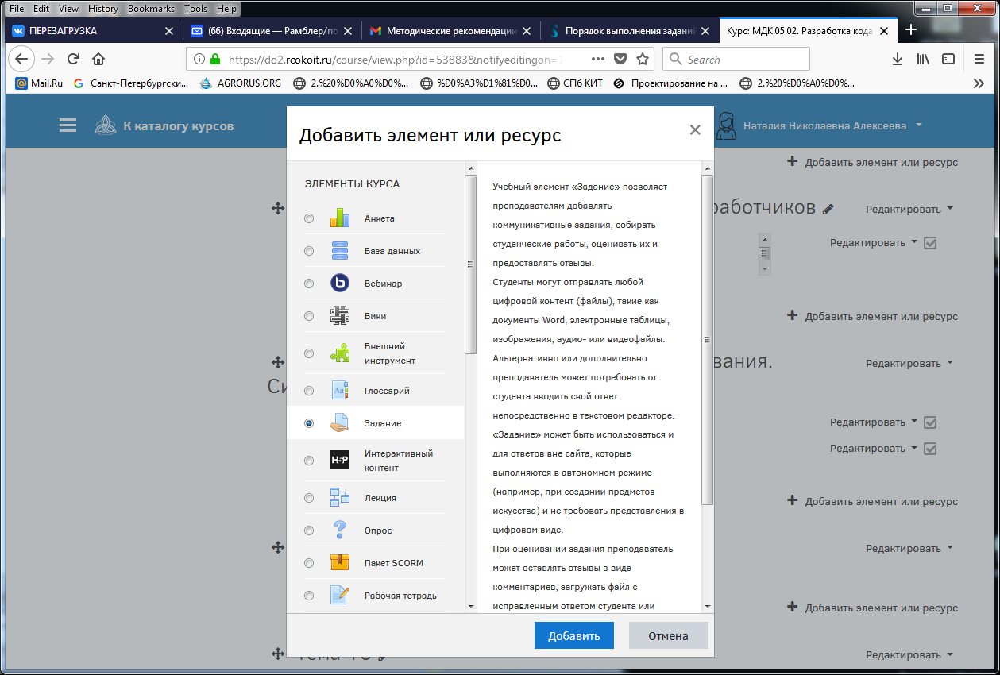 File Edit View History Bookmarks Tools Help
ПЕРЕЗАГРУЗКА
(66) Входящие — Рамблер/по
Методические рекомендации
Порядок выполнения заданий
Курс: МДК.05.02. Разработка кода
https://do2.rcokoit.ru/course/view.php?id=53883&notifyeditingon=1
Search
Mail.Ru
Санкт-Петербургски...
AGRORUS.ORG
2.%20%D0%A0%D0%...
%D0%A3%D1%81%D0...
СПб КИТ
Проектирование на ...
2.%20%D0%A0%D0%...
К каталогу курсов
Наталия Николаевна Алексеева
Добавить элемент или ресурс
ЭЛЕМЕНТЫ КУРСА
Анкета
База данных
Вебинар
Вики
Внешний
инструмент
Глоссарий
Задание
Интерактивный
контент
H5P
Лекция
Опрос
Пакет SCORM
Рабочая тетрадь
Учебный элемент «Задание» позволяет
преподавателям добавлять
коммуникативные задания, собирать
студенческие работы, оценивать их и
предоставлять отзывы.
Студенты могут отправлять любой
цифровой контент (файлы), такие как
документы Word, электронные таблицы,
изображения, аудио- или видеофайлы.
Альтернативно или дополнительно
преподаватель может потребовать от
студента вводить свой ответ
непосредственно в текстовом редакторе.
«Задание» может быть использоваться и
для ответов вне сайта, которые
выполняются в автономном режиме
(например, при создании предметов
искусства) и не требовать представления в
цифровом виде.
При оценивании задания преподаватель
может оставлять отзывы в виде
комментариев, загружать файл с
исправленным ответом студента или
Добавить
Отмена
Добавить элемент или ресурс
работчиков
Редактировать
Редактировать
Добавить элемент или ресурс
вания.
Редактировать
Си
Редактировать
Редактировать
Добавить элемент или ресурс
Редактировать
Добавить элемент или ресурс
Редактировать